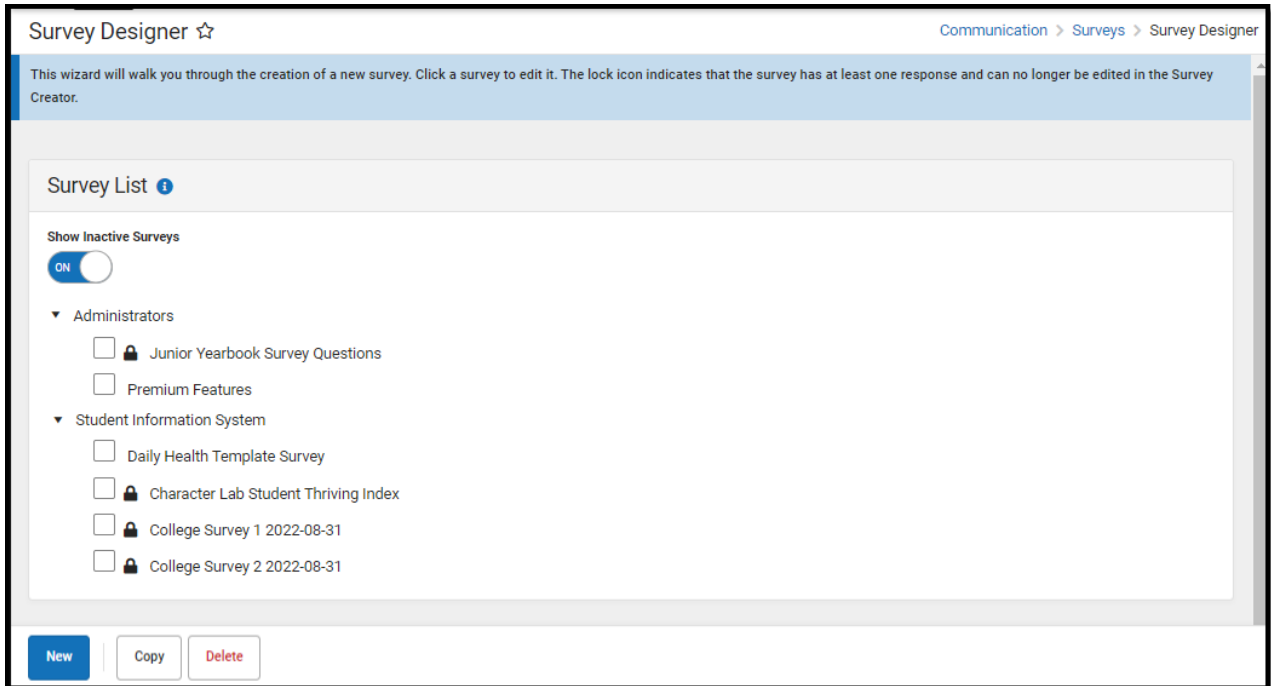 Survey Designer
Communication > Surveys > Survey Designer
This wizard will walk you through the creation of a new survey. Click a survey to edit it. The lock icon indicates that the survey has at least one response and can no longer be edited in the Survey
Creator.
Survey List
Show Inactive Surveys
ON
Administrators
Junior Yearbook Survey Questions
Premium Features
Student Information System
Daily Health Template Survey
Character Lab Student Thriving Index
College Survey 1 2022-08-31
College Survey 2 2022-08-31
New
Copy
Delete